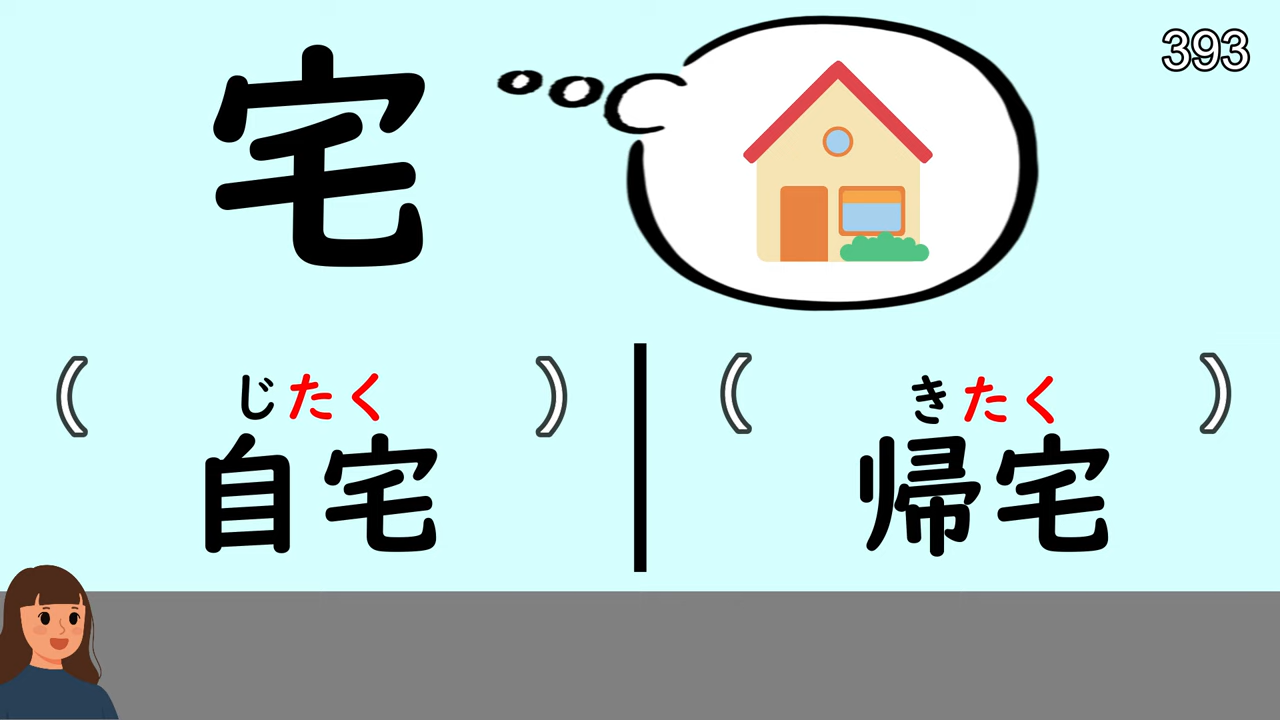 393
宅
( じたく )
自宅
( きたく )
帰宅